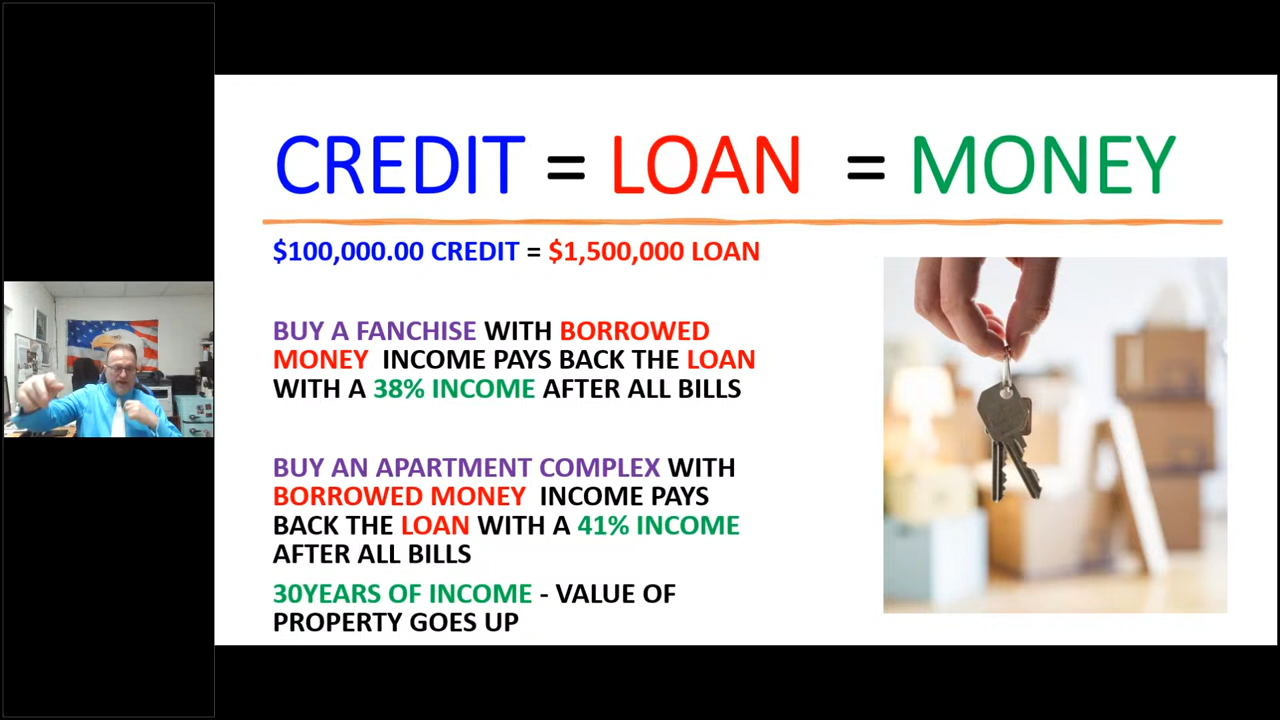 CREDIT = LOAN = MONEY
$100,000.00 CREDIT = $1,500,000 LOAN
BUY A FANCHISE WITH BORROWED
MONEY INCOME PAYS BACK THE LOAN
WITH A 38% INCOME AFTER ALL BILLS
BUY AN APARTMENT COMPLEX WITH
BORROWED MONEY INCOME PAYS
BACK THE LOAN WITH A 41% INCOME
AFTER ALL BILLS
30YEARS OF INCOME - VALUE OF
PROPERTY GOES UP